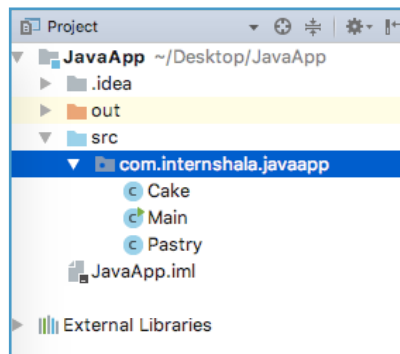 Project
JavaApp ~/Desktop/JavaApp
.idea
out
src
com.internshala.javaapp
C Cake
C Main
C Pastry
JavaApp.iml
External Libraries